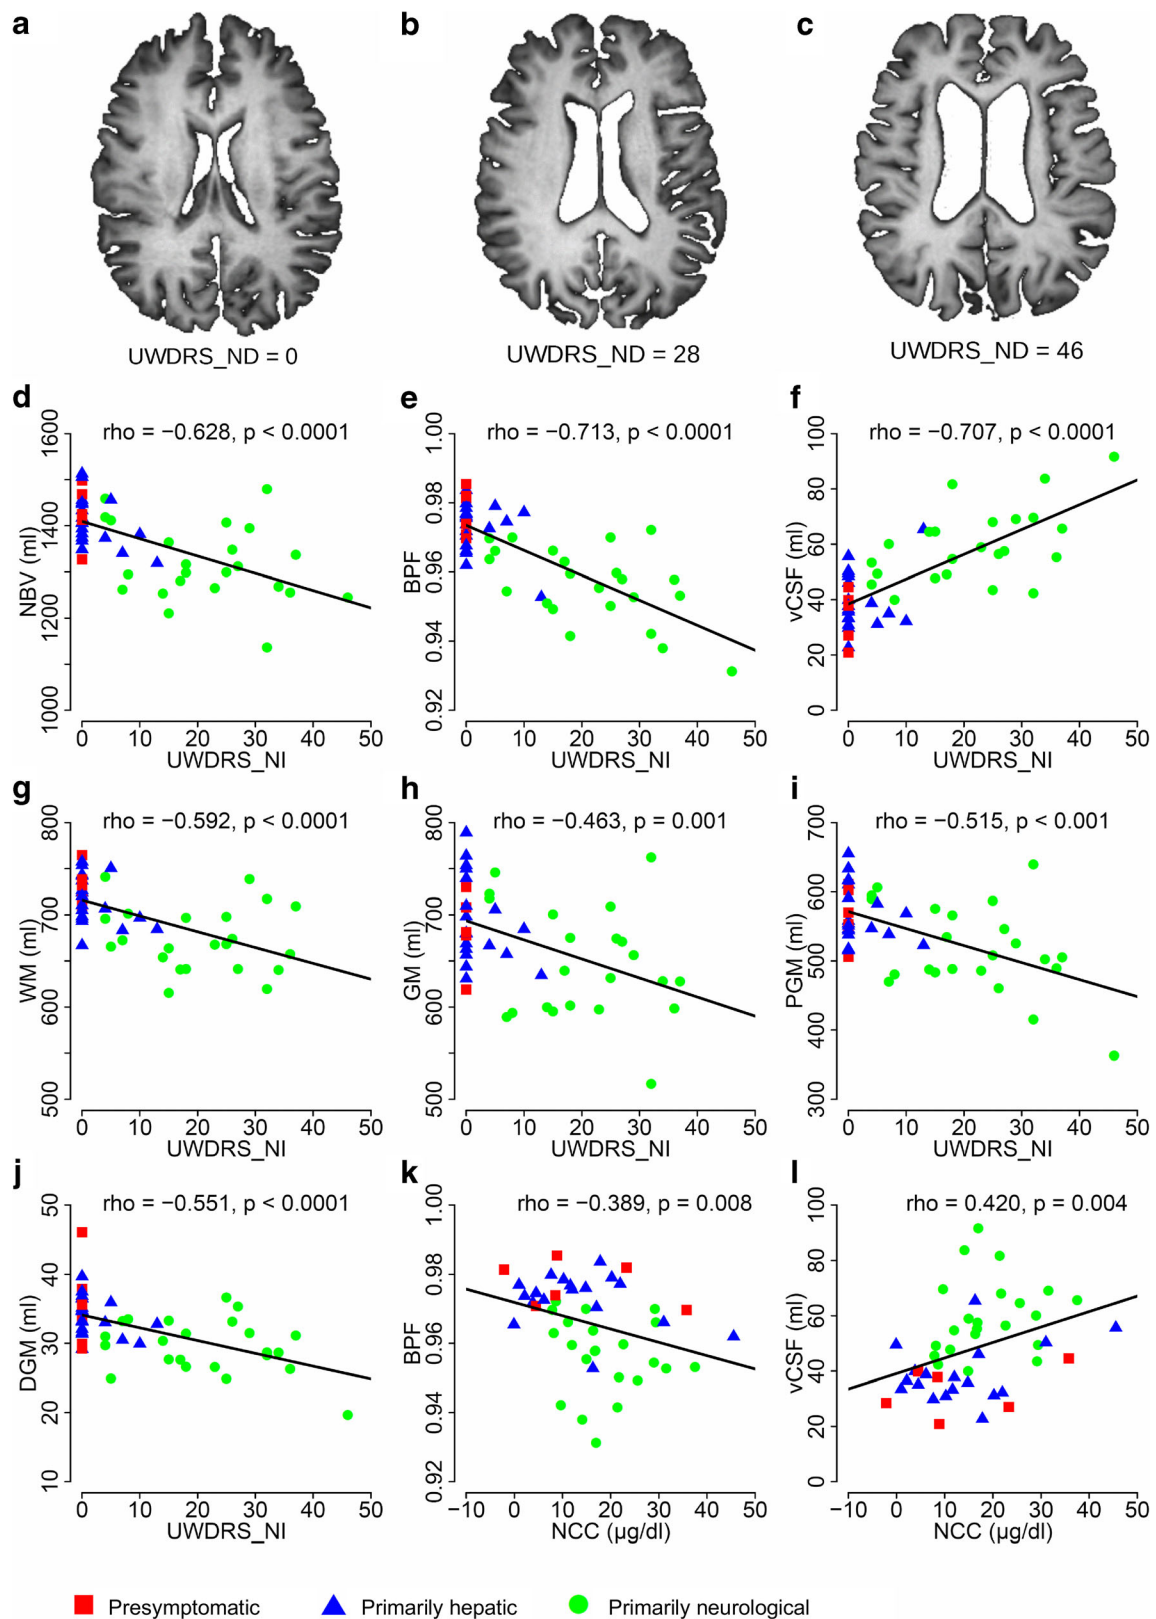 a b c
UWDRS_ND = 0
UWDRS_ND = 28
UWDRS_ND = 46
d
rho = −0.628, p < 0.0001
NBV (ml)
1000 1200 1400 1600
0 10 20 30 40 50
UWDRS_NI
e
rho = −0.713, p < 0.0001
BPF
0.92 0.94 0.96 0.98 1.00
0 10 20 30 40 50
UWDRS_NI
f
rho = −0.707, p < 0.0001
vCSF (ml)
0 20 40 60 80 100
0 10 20 30 40 50
UWDRS_NI
g
rho = −0.592, p < 0.0001
WM (ml)
500 600 700 800
0 10 20 30 40 50
UWDRS_NI
h
rho = −0.463, p = 0.001
GM (ml)
500 600 700 800
0 10 20 30 40 50
UWDRS_NI
i
rho = −0.515, p < 0.001
PGM (ml)
300 400 500 600 700
0 10 20 30 40 50
UWDRS_NI
j
rho = −0.551, p < 0.0001
DGM (ml)
10 20 30 40 50
0 10 20 30 40 50
UWDRS_NI
k
rho = −0.389, p = 0.008
BPF
0.92 0.94 0.96 0.98 1.00
−10 0 10 20 30 40 50
NCC (µg/dl)
l
rho = 0.420, p = 0.004
vCSF (ml)
0 20 40 60 80 100
−10 0 10 20 30 40 50
NCC (µg/dl)
Presymptomatic
Primarily hepatic
Primarily neurological